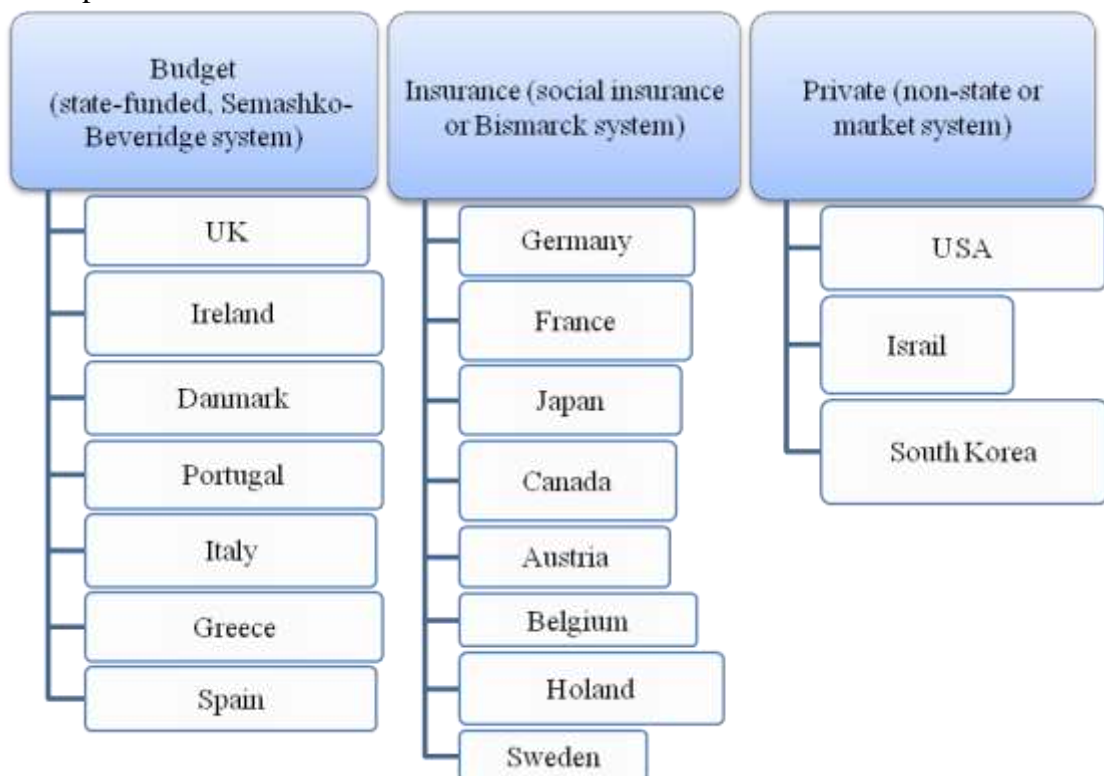 Budget
(state-funded, Semashko-
Beveridge system)
UK
Ireland
Danmark
Portugal
Italy
Greece
Spain
Insurance (social insurance
or Bismarck system)
Germany
France
Japan
Canada
Austria
Belgium
Holand
Sweden
Private (non-state or
market system)
USA
Israil
South Korea